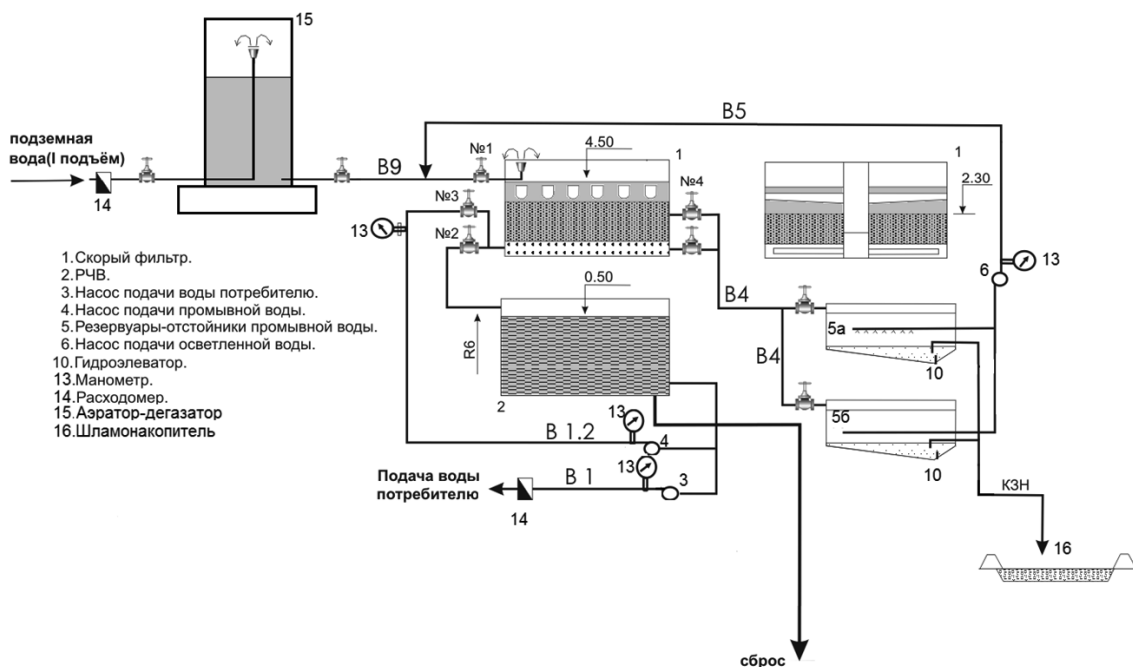 15
подземная
вода(I подъём)
14
В9
№1
4.50
1
№3
№4
13
№2
В5
1
2.30
6
13
1.Скорый фильтр.
2.РЧВ.
3.Насос подачи воды потребителю.
4.Насос подачи промывной воды.
5.Резервуары-отстойники промывной воды.
6.Насос подачи осветленной воды.
10.Гидроэлеватор.
13.Манометр.
14.Расходомер.
15.Аэратор-дегазатор
16.Шламонакопитель
0.50
R6
2
В4
5а
10
В4
5б
10
13
В 1.2
4
13
Подача воды
потребителю
В 1
3
14
КЗН
16
сброс